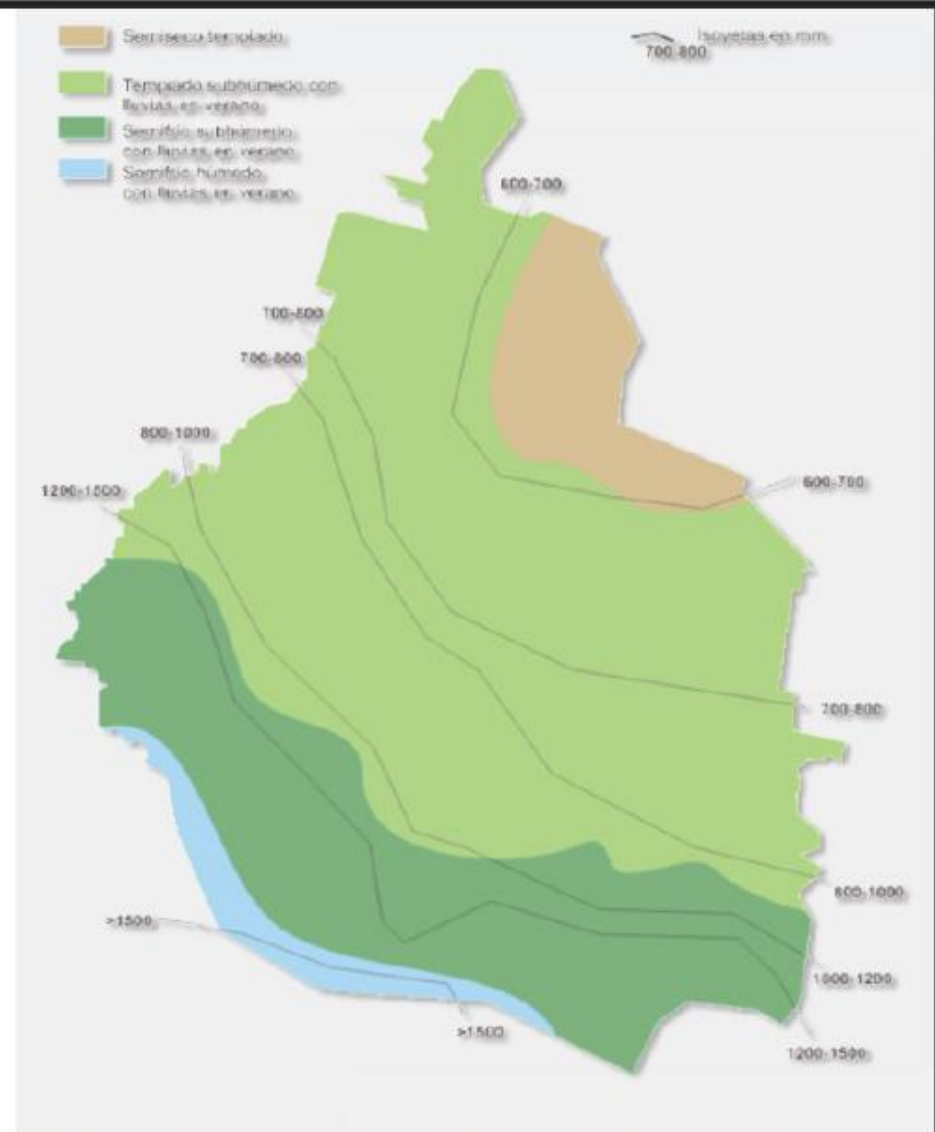 Semiseco templado
Isoyetas en mm
700-800
Templado subhúmedo con
lluvias en verano
Semifrío subhúmedo
con lluvias en verano
Semifrío húmedo
con lluvias en verano
600-700
700-800
700-800
800-1000
600-700
1200-1500
700-800
800-1000
>1500
1000-1200
>1500
1200-1500